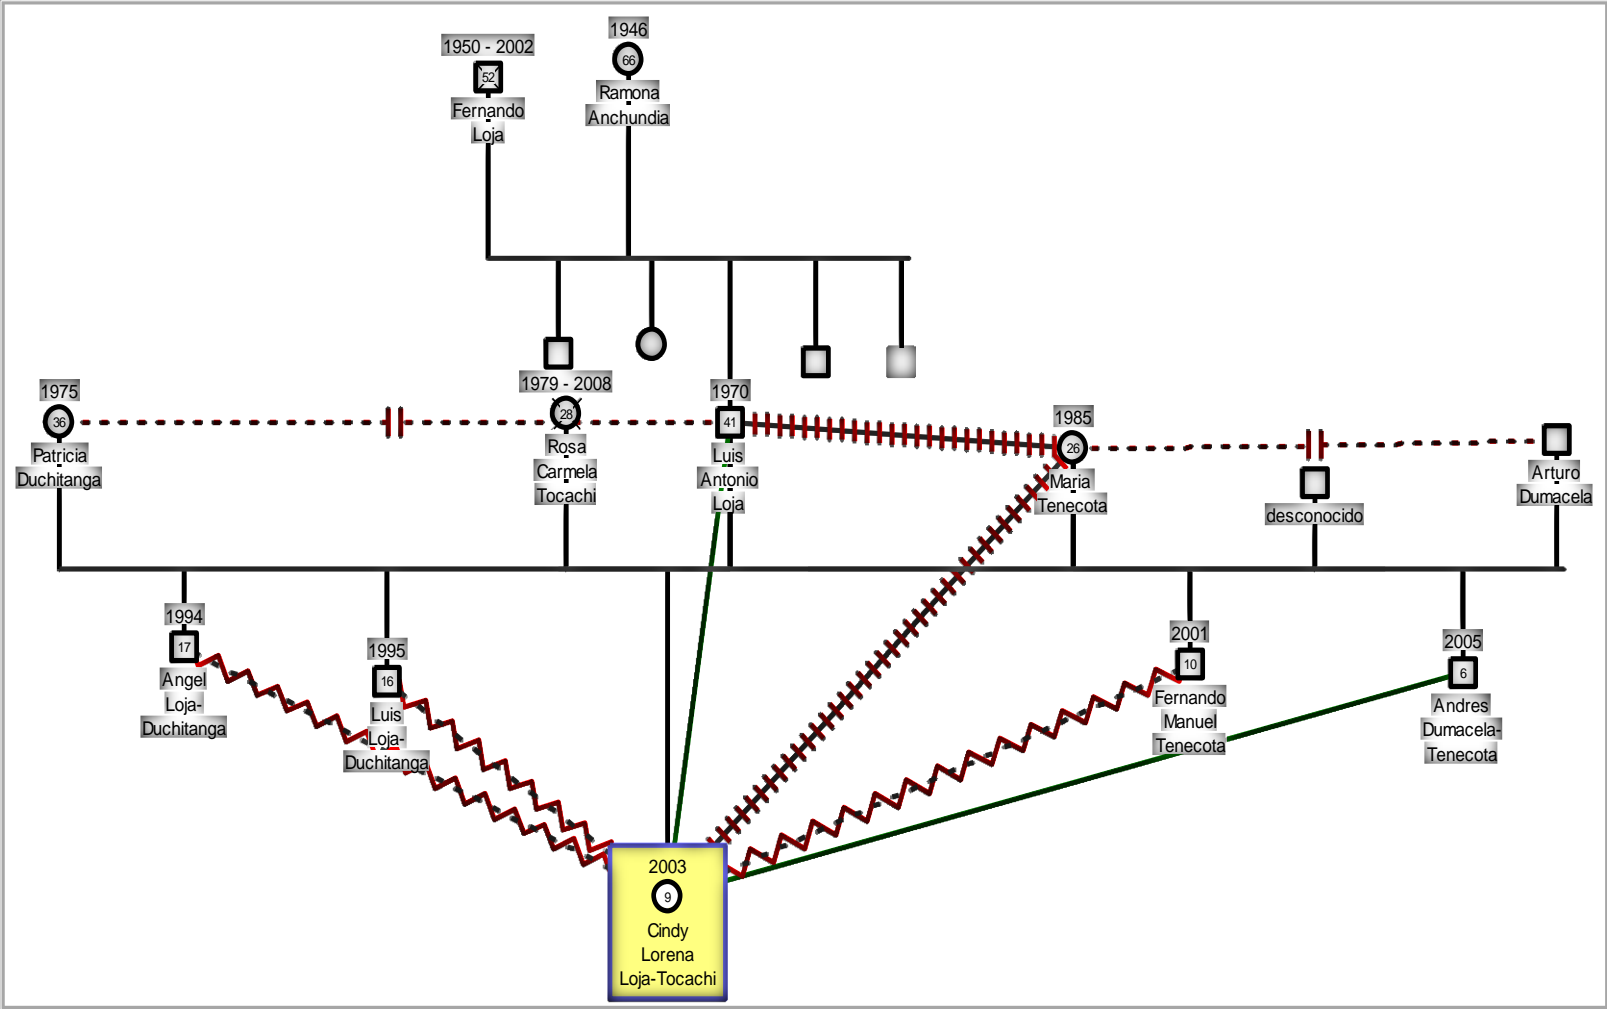 1946
66
Ramona
Anchundia
1950 - 2002
52
Fernando
Loja
1975
36
Patricia
Duchitanga
1979 - 2008
28
Rosa
Carmela
Tocachi
1970
41
Luis
Antonio
Loja
1985
26
Maria
Tenecota
desconocido
Arturo
Dumacela
1994
17
Angel
Loja-
Duchitanga
1995
16
Luis
Loja-
Duchitanga
2001
10
Fernando
Manuel
Tenecota
2005
6
Andres
Dumacela-
Tenecota
2003
9
Cindy
Lorena
Loja-Tocachi